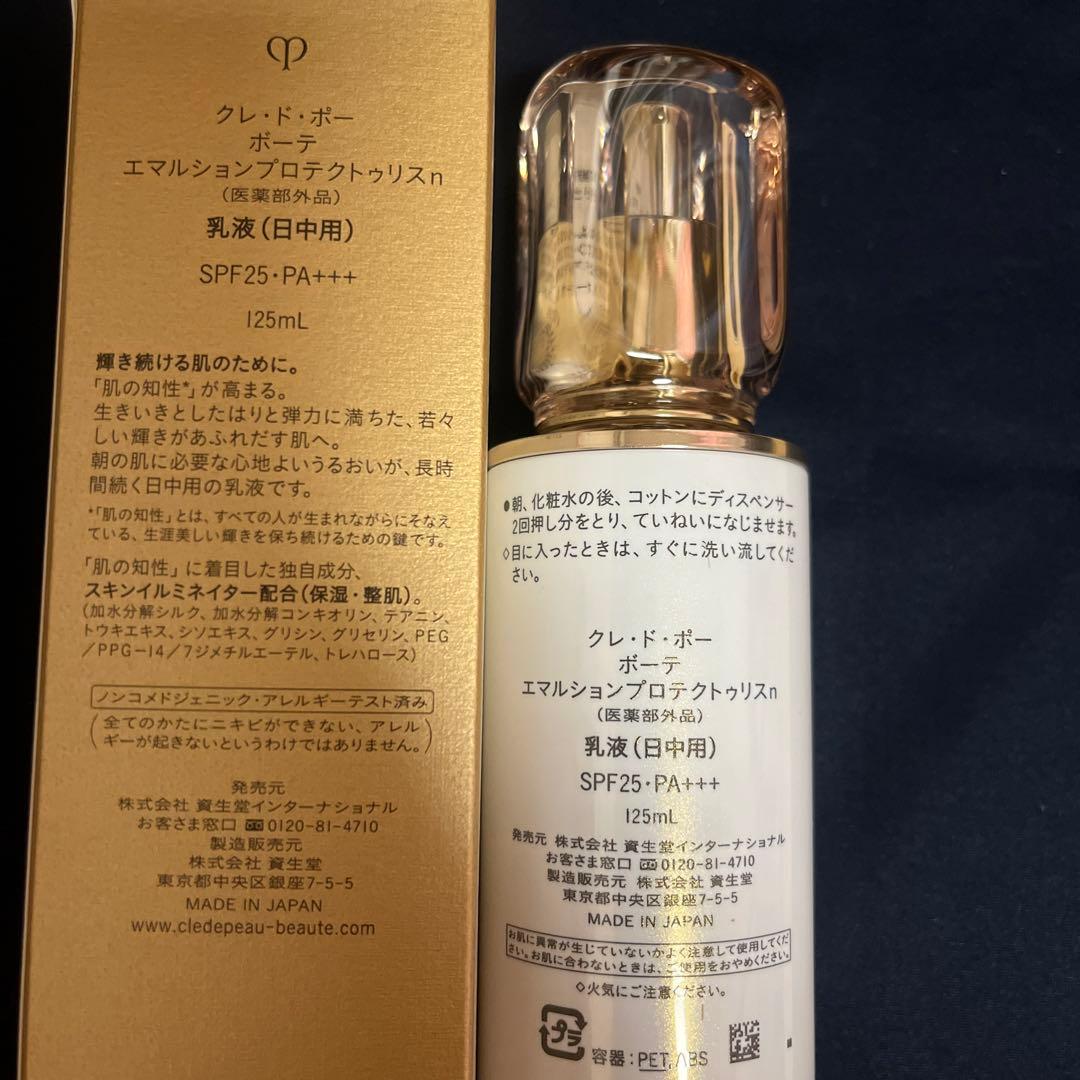 クレ・ド・ポー
ボーテ
エマルションプロテクトゥリスn
(医薬部外品)
乳液(日中用)
SPF25・PA+++
125mL
輝き続ける肌のために。
「肌の知性*」が高まる。
生きいきとしたはりと弾力に満ちた、若々
しい輝きがあふれだす肌へ。
朝の肌に必要な心地よいうるおいが、長時
間続く日中用の乳液です。
*「肌の知性」とは、すべての人が生まれながらにそなえ
ている、生涯美しい輝きを保ち続けるための鍵です。
「肌の知性」に着目した独自成分、
スキンイルミネイター配合(保湿・整肌)。
(加水分解シルク、加水分解コンキオリン、テアニン、
トウキエキス、シソエキス、グリシン、グリセリン、PEG
/PPG-14/7ジメチルエーテル、トレハロース)
ノンコメドジェニック・アレルギーテスト済み
(全てのかたにニキビができない、アレル
ギーが起きないというわけではありません。)
発売元
株式会社 資生堂インターナショナル
お客さま窓口 0120-81-4710
製造販売元
株式会社 資生堂
東京都中央区銀座7-5-5
MADE IN JAPAN
www.cledepeau-beaute.com
●朝、化粧水の後、コットンにディスペンサー
2回押し分をとり、ていねいになじませます。
◇目に入ったときは、すぐに洗い流してくだ
さい。
クレ・ド・ポー
ボーテ
エマルションプロテクトゥリスn
(医薬部外品)
乳液(日中用)
SPF25・PA+++
125mL
発売元 株式会社 資生堂インターナショナル
お客さま窓口 0120-81-4710
製造販売元 株式会社 資生堂
東京都中央区銀座7-5-5
MADE IN JAPAN
お肌に異常が生じていないかよく注意して使用してくだ
さい。お肌に合わないときは、ご使用をおやめください。
◇火気にご注意ください。
プラ
容器:PET, ABS